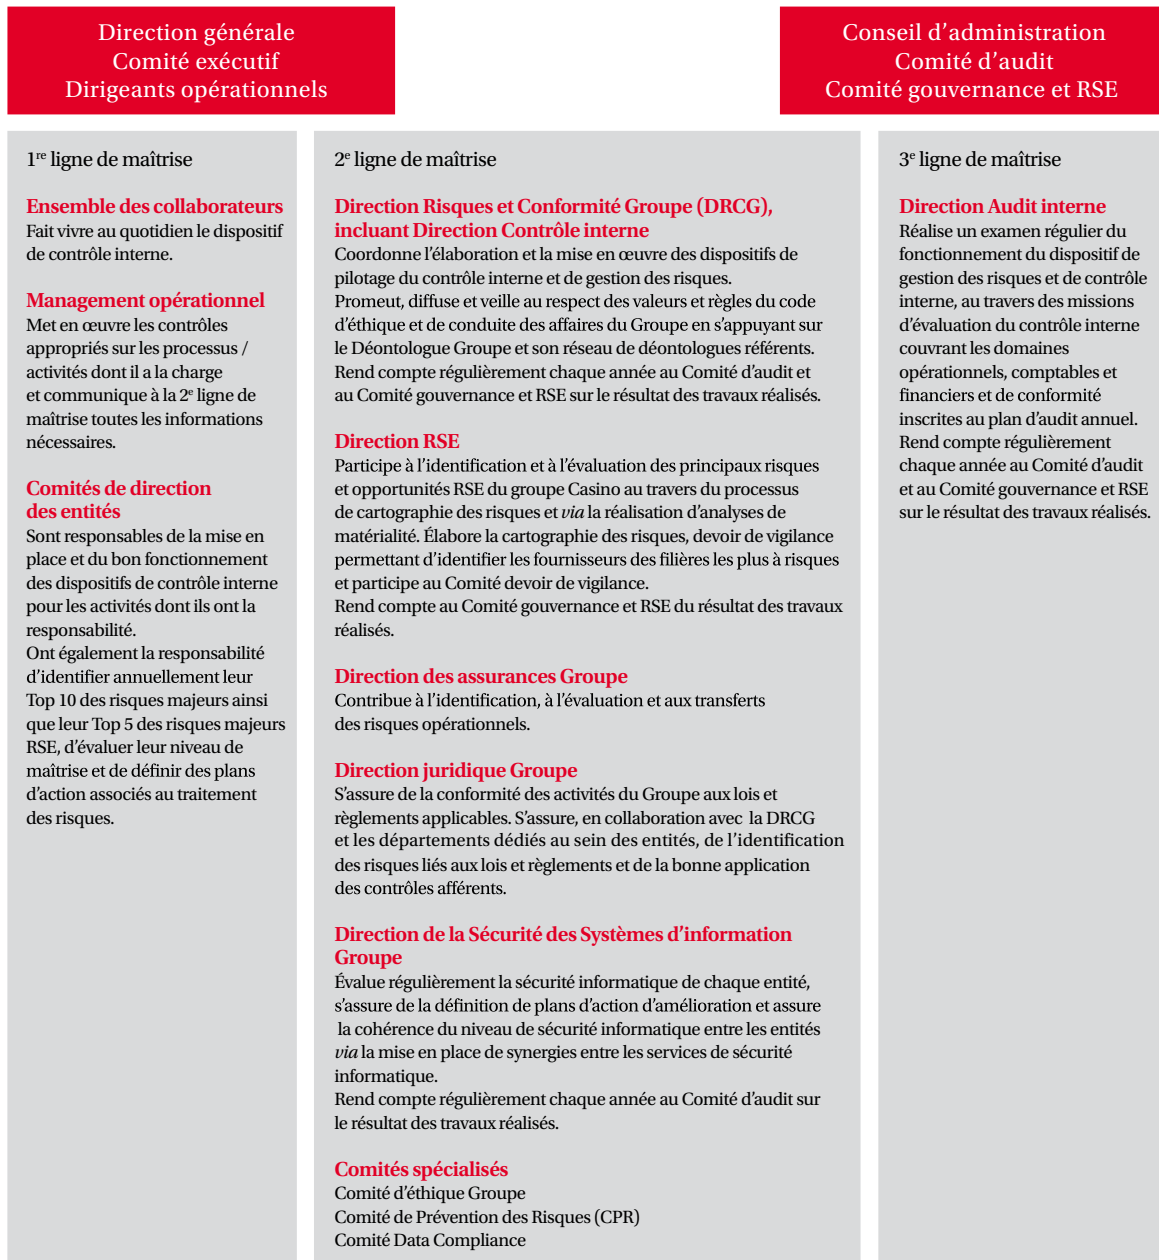 Direction générale
Comité exécutif
Dirigeants opérationnels
Conseil d’administration
Comité d’audit
Comité gouvernance et RSE
1re ligne de maîtrise
Ensemble des collaborateurs
Fait vivre au quotidien le dispositif
de contrôle interne.
Management opérationnel
Met en œuvre les contrôles
appropriés sur les processus /
activités dont il a la charge
et communique à la 2e ligne de
maîtrise toutes les informations
nécessaires.
Comités de direction
des entités
Sont responsables de la mise en
place et du bon fonctionnement
des dispositifs de contrôle interne
pour les activités dont ils ont la
responsabilité.
Ont également la responsabilité
d’identifier annuellement leur
Top 10 des risques majeurs ainsi
que leur Top 5 des risques majeurs
RSE, d’évaluer leur niveau de
maîtrise et de définir des plans
d’action associés au traitement
des risques.
2e ligne de maîtrise
Direction Risques et Conformité Groupe (DRCG),
incluant Direction Contrôle interne
Coordonne l’élaboration et la mise en œuvre des dispositifs de
pilotage du contrôle interne et de gestion des risques.
Promeut, diffuse et veille au respect des valeurs et règles du code
d’éthique et de conduite des affaires du Groupe en s’appuyant sur
le Déontologue Groupe et son réseau de déontologues référents.
Rend compte régulièrement chaque année au Comité d’audit et
au Comité gouvernance et RSE sur le résultat des travaux réalisés.
Direction RSE
Participe à l’identification et à l’évaluation des principaux risques
et opportunités RSE du groupe Casino au travers du processus
de cartographie des risques et via la réalisation d’analyses de
matérialité. Élabore la cartographie des risques, devoir de vigilance
permettant d’identifier les fournisseurs des filières les plus à risques
et participe au Comité devoir de vigilance.
Rend compte au Comité gouvernance et RSE du résultat des travaux
réalisés.
Direction des assurances Groupe
Contribue à l’identification, à l’évaluation et aux transferts
des risques opérationnels.
Direction juridique Groupe
S’assure de la conformité des activités du Groupe aux lois et
règlements applicables. S’assure, en collaboration avec la DRCG
et les départements dédiés au sein des entités, de l’identification
des risques liés aux lois et règlements et de la bonne application
des contrôles afférents.
Direction de la Sécurité des Systèmes d’information
Groupe
Évalue régulièrement la sécurité informatique de chaque entité,
s’assure de la définition de plans d’action d’amélioration et assure
la cohérence du niveau de sécurité informatique entre les entités
via la mise en place de synergies entre les services de sécurité
informatique.
Rend compte régulièrement chaque année au Comité d’audit sur
le résultat des travaux réalisés.
Comités spécialisés
Comité d’éthique Groupe
Comité de Prévention des Risques (CPR)
Comité Data Compliance
3e ligne de maîtrise
Direction Audit interne
Réalise un examen régulier du
fonctionnement du dispositif de
gestion des risques et de contrôle
interne, au travers des missions
d’évaluation du contrôle interne
couvrant les domaines
opérationnels, comptables et
financiers et de conformité
inscrites au plan d’audit annuel.
Rend compte régulièrement
chaque année au Comité d’audit
et au Comité gouvernance et RSE
sur le résultat des travaux réalisés.